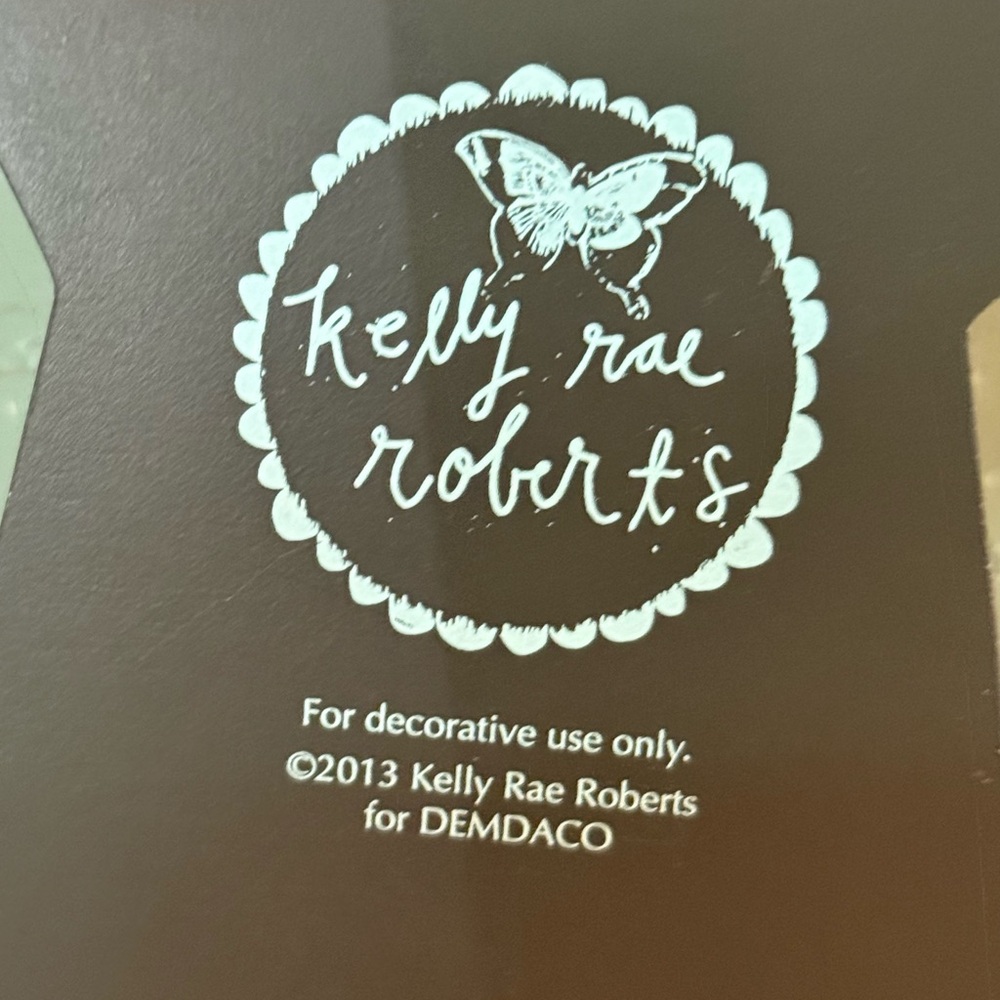 kelly rae
roberts
For decorative use only.
©2013 Kelly Rae Roberts
for DEMDACO